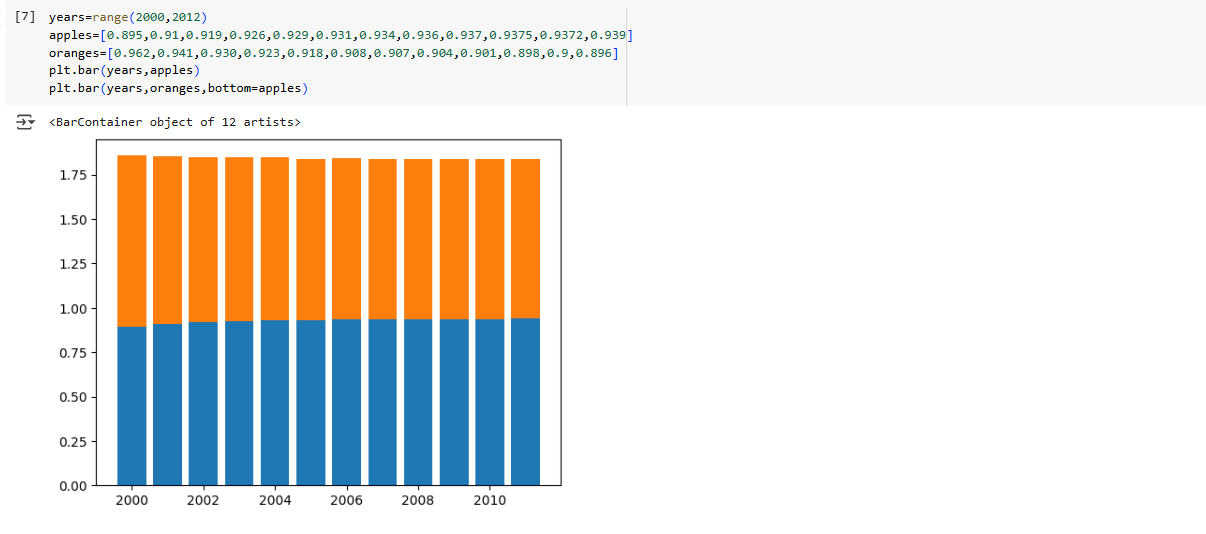 [7] years=range(2000,2012)
apples=[0.895,0.91,0.919,0.926,0.929,0.931,0.934,0.936,0.937,0.9375,0.9372,0.939]
oranges=[0.962,0.941,0.930,0.923,0.918,0.908,0.907,0.904,0.901,0.898,0.9,0.896]
plt.bar(years,apples)
plt.bar(years,oranges,bottom=apples)
<BarContainer object of 12 artists>
1.75
1.50
1.25
1.00
0.75
0.50
0.25
0.00
2000 2002 2004 2006 2008 2010